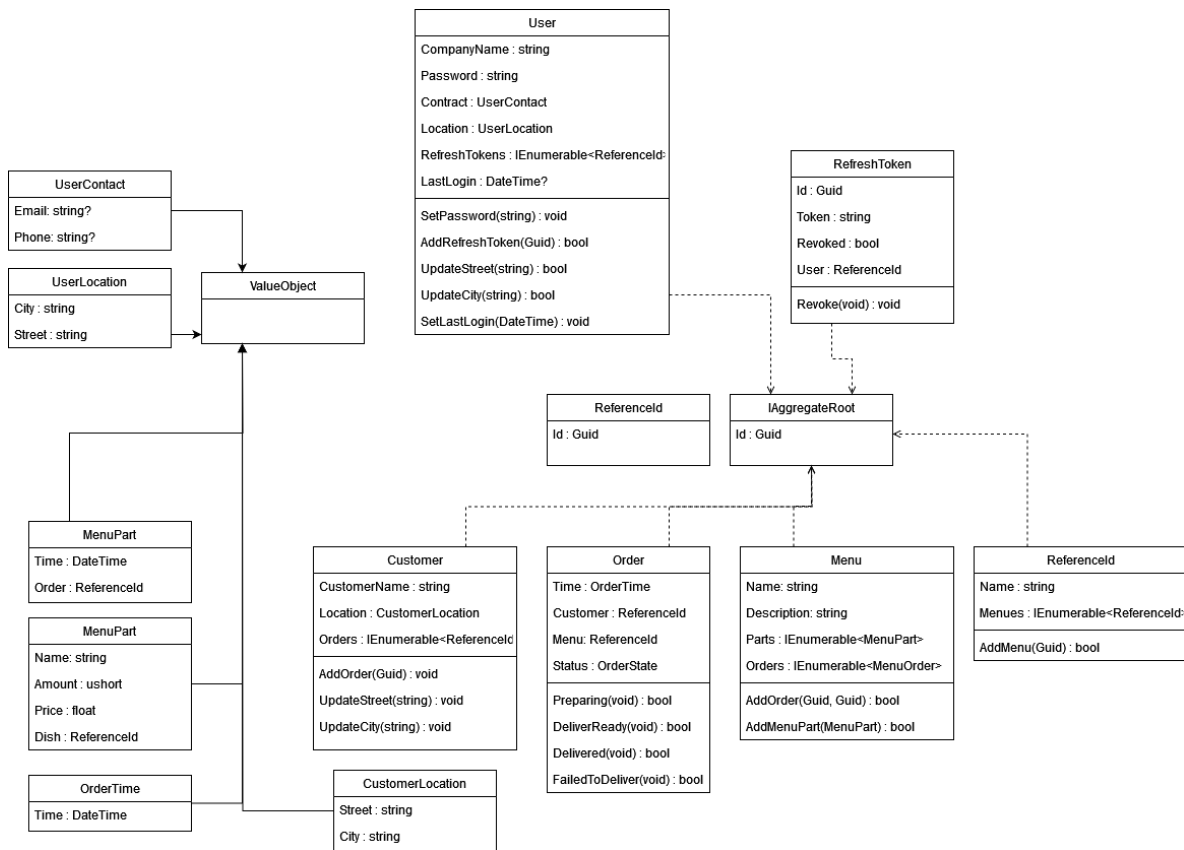 User
CompanyName : string
Password : string
Contract : UserContact
Location : UserLocation
RefreshTokens : IEnumerable<ReferenceId>
LastLogin : DateTime?
SetPassword(string) : void
AddRefreshToken(Guid) : bool
UpdateStreet(string) : bool
UpdateCity(string) : bool
SetLastLogin(DateTime) : void
RefreshToken
Id : Guid
Token : string
Revoked : bool
User : ReferenceId
Revoke(void) : void
UserContact
Email: string?
Phone: string?
UserLocation
City : string
Street : string
ValueObject
ReferenceId
Id : Guid
IAggregateRoot
Id : Guid
MenuPart
Time : DateTime
Order : ReferenceId
MenuPart
Name: string
Amount : ushort
Price : float
Dish : ReferenceId
OrderTime
Time : DateTime
Customer
CustomerName : string
Location : CustomerLocation
Orders : IEnumerable<ReferenceId
AddOrder(Guid) : void
UpdateStreet(string) : void
UpdateCity(string) : void
CustomerLocation
Street : string
City : string
Order
Time : OrderTime
Customer : ReferenceId
Menu: ReferenceId
Status : OrderState
Preparing(void) : bool
DeliverReady(void) : bool
Delivered(void) : bool
FailedToDeliver(void) : bool
Menu
Name: string
Description: string
Parts : IEnumerable<MenuPart>
Orders : IEnumerable<MenuOrder>
AddOrder(Guid, Guid) : bool
AddMenuPart(MenuPart) : bool
ReferenceId
Name : string
Menues : IEnumerable<ReferenceId>
AddMenu(Guid) : bool